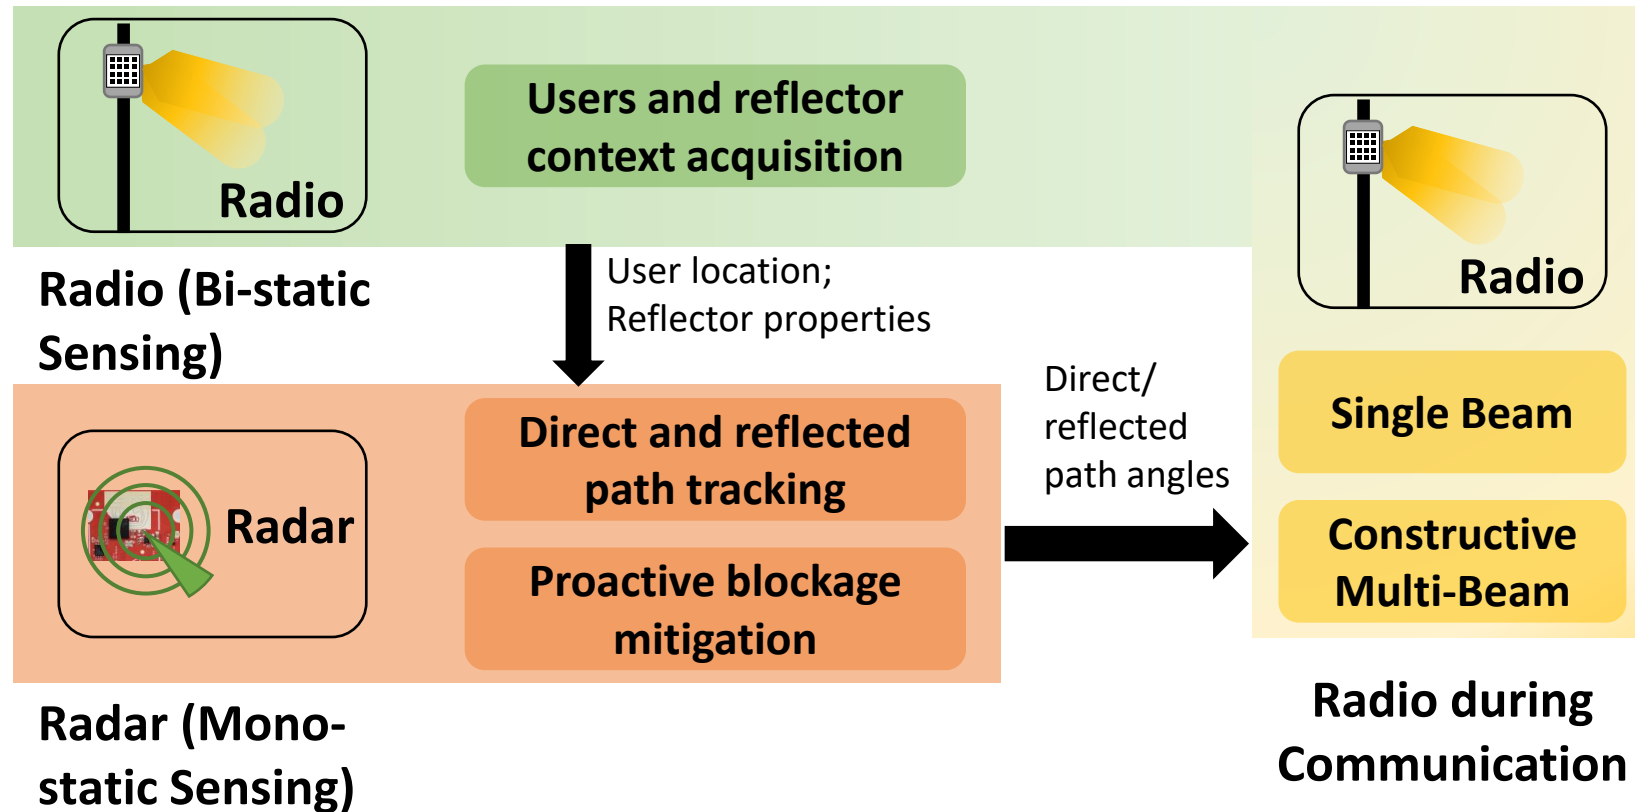 Radio
Users and reflector
context acquisition
Radio (Bi-static
Sensing)
User location;
Reflector properties
Radar
Direct and reflected
path tracking
Proactive blockage
mitigation
Radar (Mono-
static Sensing)
Direct/
reflected
path angles
Radio
Single Beam
Constructive
Multi-Beam
Radio during
Communication